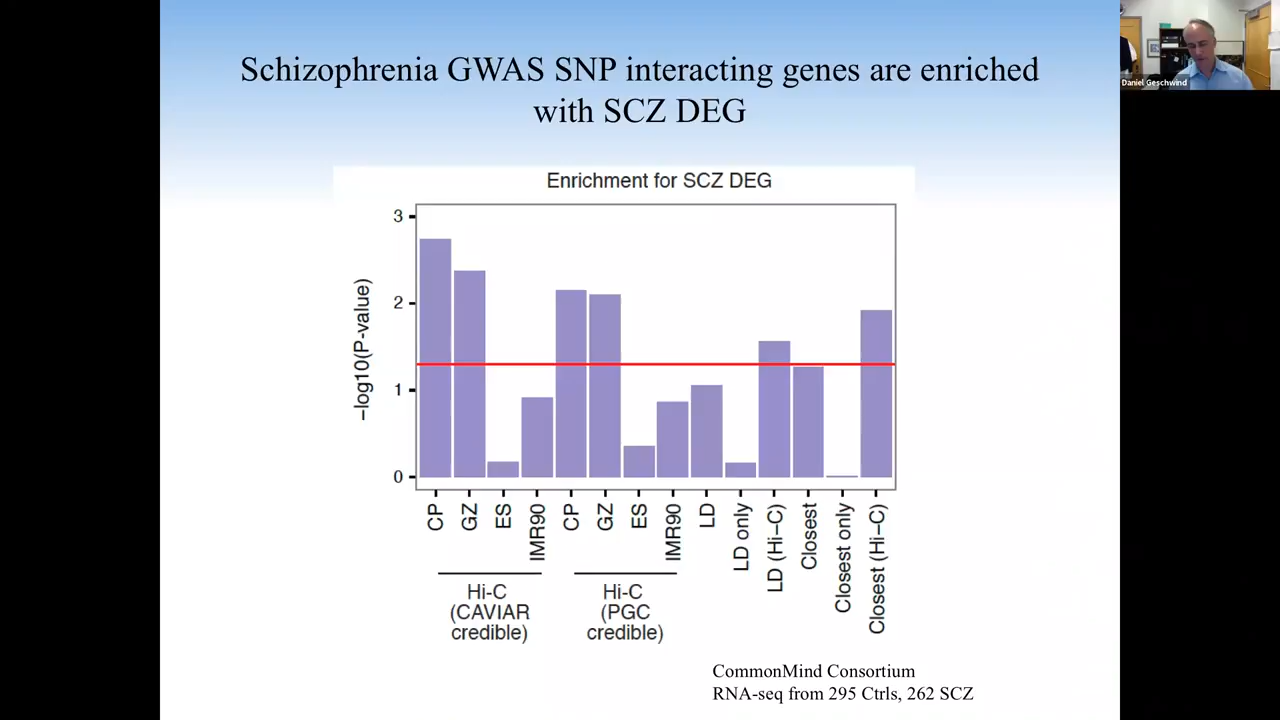 Schizophrenia GWAS SNP interacting genes are enriched
with SCZ DEG
Daniel Geschwind
Enrichment for SCZ DEG
−log10(P-value)
3
2
1
0
CP
GZ
ES
IMR90
CP
GZ
ES
IMR90
LD
LD only
LD (Hi−C)
Closest
Closest only
Closest (Hi−C)
Hi-C
(CAVIAR
credible)
Hi-C
(PGC
credible)
CommonMind Consortium
RNA-seq from 295 Ctrls, 262 SCZ